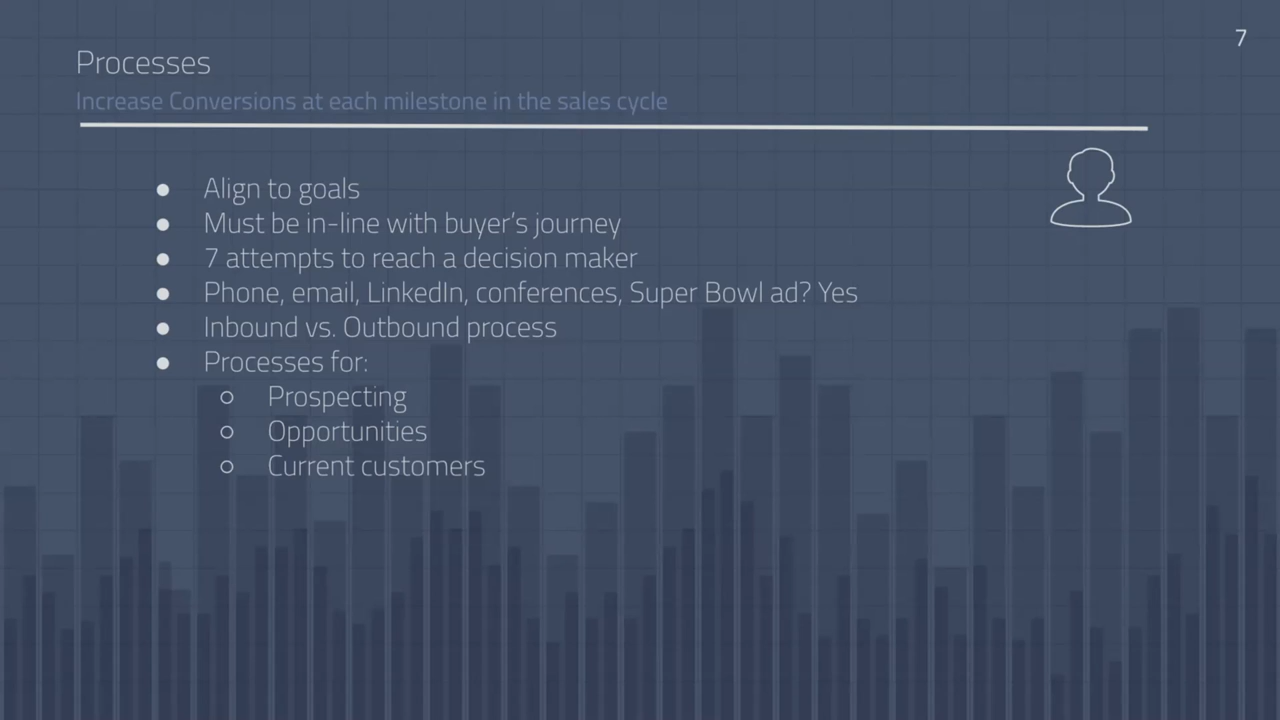 7
Processes
Increase Conversions at each milestone in the sales cycle
● Align to goals
● Must be in-line with buyer’s journey
● 7 attempts to reach a decision maker
● Phone, email, LinkedIn, conferences, Super Bowl ad? Yes
● Inbound vs. Outbound process
● Processes for:
○ Prospecting
○ Opportunities
○ Current customers